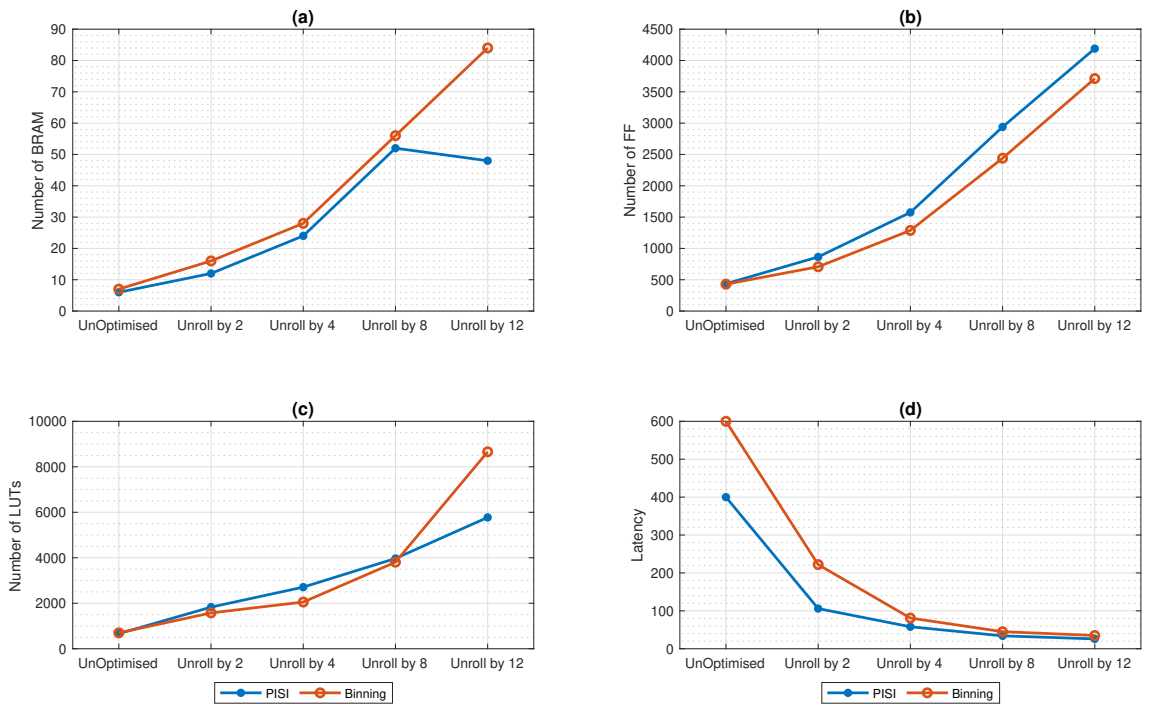 (a)
90
80
70
60
50
40
30
20
10
0
Number of BRAM
UnOptimised Unroll by 2 Unroll by 4 Unroll by 8 Unroll by 12
(b)
4500
4000
3500
3000
2500
2000
1500
1000
500
0
Number of FF
UnOptimised Unroll by 2 Unroll by 4 Unroll by 8 Unroll by 12
(c)
10000
8000
6000
4000
2000
0
Number of LUTs
UnOptimised Unroll by 2 Unroll by 4 Unroll by 8 Unroll by 12
PISI Binning
(d)
600
500
400
300
200
100
0
Latency
UnOptimised Unroll by 2 Unroll by 4 Unroll by 8 Unroll by 12
PISI Binning